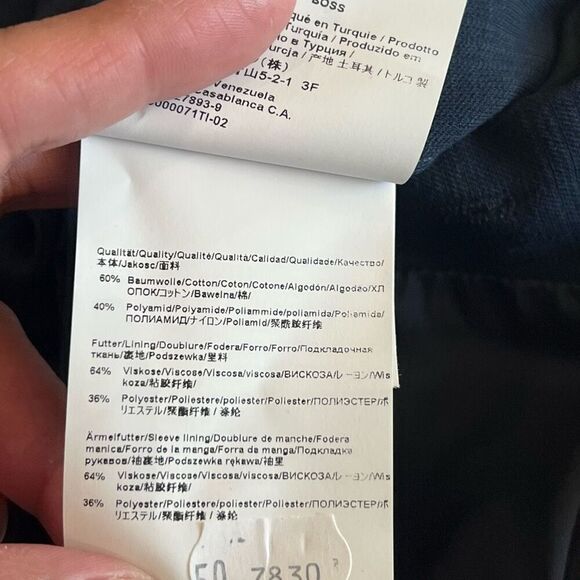 BOSS
qué en Turquie / Prodotto
Turquía / Produzido em
о в Турция /
urcja / 产地 土耳其 / トルコ 製
(株)
山5-2-1 3F
Venezuela
Casablanca C.A.
7893-9
000071TI-02
Qualität/Quality/Qualité/Qualità/Calidad/Qualidade/Качество/
本体/Jakosc/面料
60% Baumwolle/Cotton/Coton/Cotone/Algodón/Algodão/ХЛ
ОПОК/コットン/Bawełna/棉/
40% Polyamid/Polyamide/Poliammide/poliamida/Poliamida/
ПОЛИАМИД/ナイロン/Poliamid/聚酰胺纤维
Futter/Lining/Doublure/Fodera/Forro/Forro/Подкладочная
ткань/裏地/Podszewka/里料
64% Viskose/Viscose/Viscosa/viscosa/ВИСКОЗА/レーヨン/Wis
koza/粘胶纤维/
36% Polyester/Polyestere/poliester/Poliester/ПОЛИЭСТЕР/ポ
リエステル/聚酯纤维 / 涤纶
Ärmelfutter/Sleeve lining/Doublure de manche/Fodera
manica/Forro de la manga/Forro da manga/Подкладка
рукавов/袖裏地/Podszewka rękawa/袖里
64% Viskose/Viscose/Viscosa/viscosa/ВИСКОЗА/レーヨン/Wis
koza/粘胶纤维/
36% Polyester/Poliestere/poliester/Poliester/ПОЛИЭСТЕР/ポ
リエステル/聚酯纤维 / 涤纶
50 7830